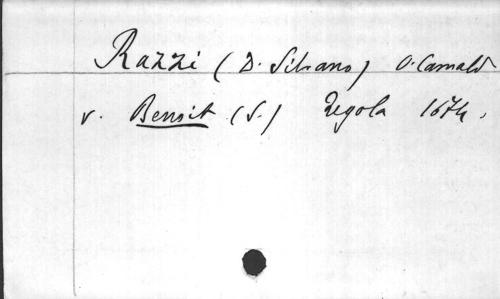 Razzi (D. Silvano) O. Camald
v. Benoit (S.) Regola 1674.